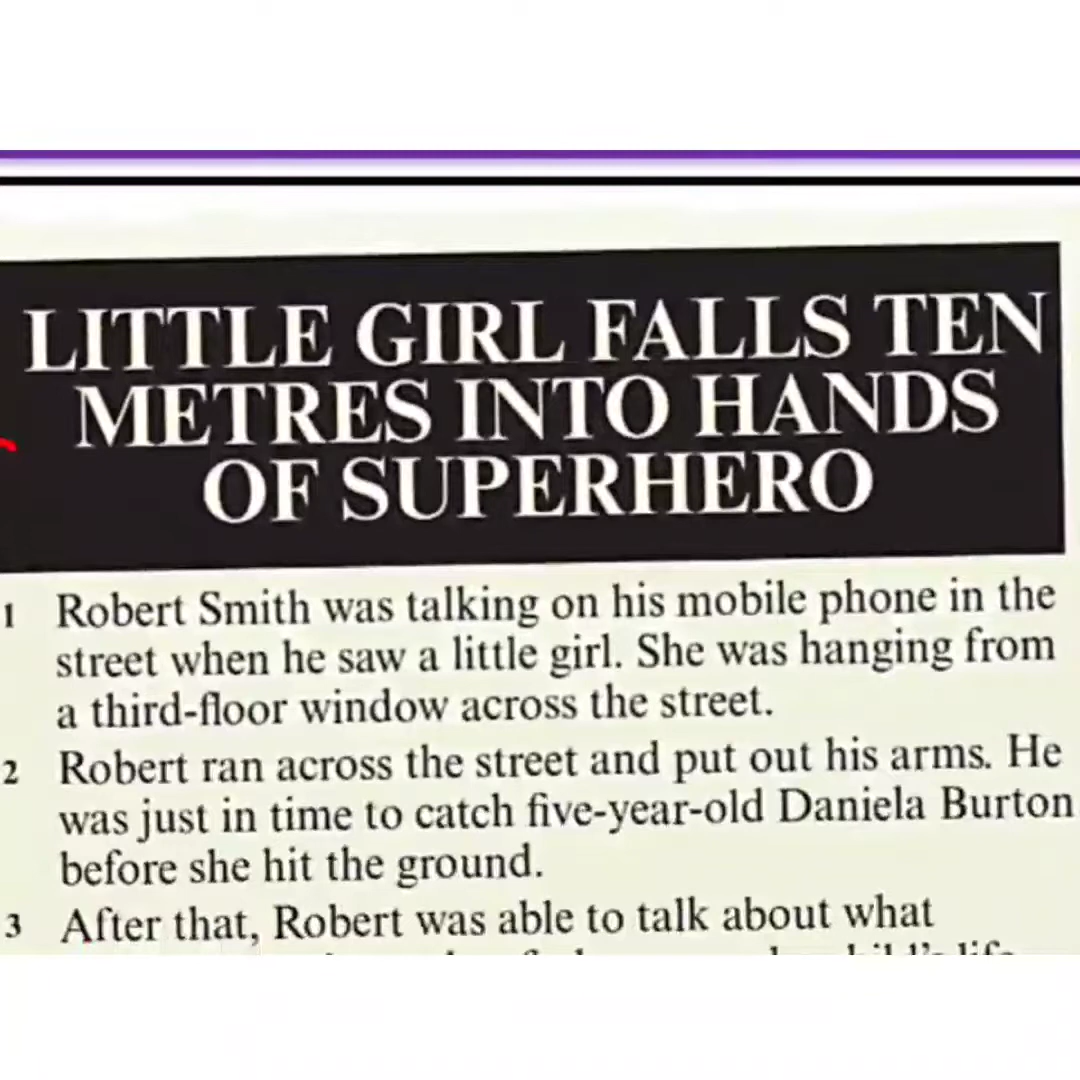 LITTLE GIRL FALLS TEN
METRES INTO HANDS
OF SUPERHERO
1 Robert Smith was talking on his mobile phone in the
street when he saw a little girl. She was hanging from
a third-floor window across the street.
2 Robert ran across the street and put out his arms. He
was just in time to catch five-year-old Daniela Burton
before she hit the ground.
3 After that, Robert was able to talk about what
child's life